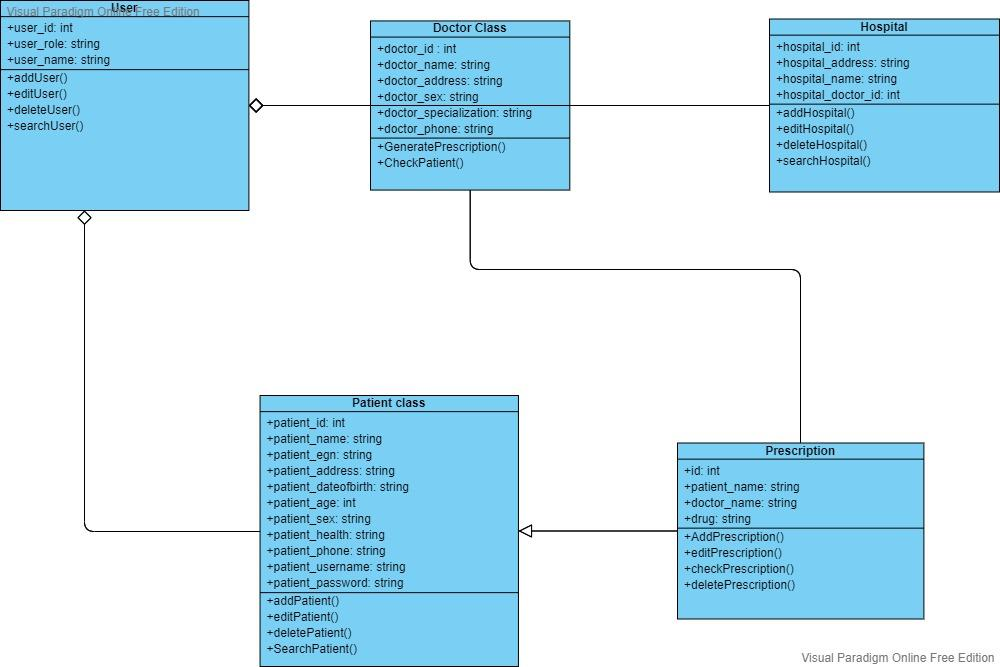 User
Visual Paradigm Online Free Edition
+user_id: int
+user_role: string
+user_name: string
+addUser()
+editUser()
+deleteUser()
+searchUser()
Doctor Class
+doctor_id : int
+doctor_name: string
+doctor_address: string
+doctor_sex: string
+doctor_specialization: string
+doctor_phone: string
+GeneratePrescription()
+CheckPatient()
Hospital
+hospital_id: int
+hospital_address: string
+hospital_name: string
+hospital_doctor_id: int
+addHospital()
+editHospital()
+deleteHospital()
+searchHospital()
Patient class
+patient_id: int
+patient_name: string
+patient_egn: string
+patient_address: string
+patient_dateofbirth: string
+patient_age: int
+patient_sex: string
+patient_health: string
+patient_phone: string
+patient_username: string
+patient_password: string
+addPatient()
+editPatient()
+deletePatient()
+SearchPatient()
Prescription
+id: int
+patient_name: string
+doctor_name: string
+drug: string
+AddPrescription()
+editPrescription()
+checkPrescription()
+deletePrescription()
Visual Paradigm Online Free Edition